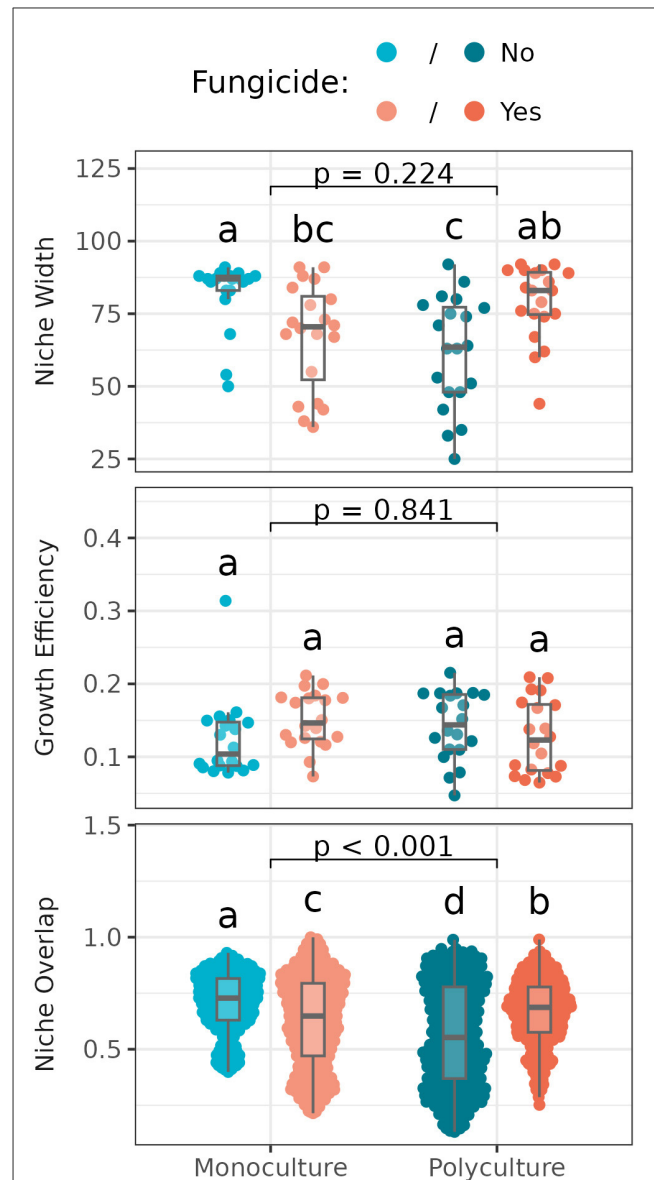 / No
Fungicide:
/ Yes
125
p = 0.224
100
a bc c ab
Niche Width
75
50
25
p = 0.841
0.4
a
Growth Efficiency
0.3
a a a
0.2
0.1
1.5
p < 0.001
a c d b
Niche Overlap
1.0
0.5
Monoculture Polyculture